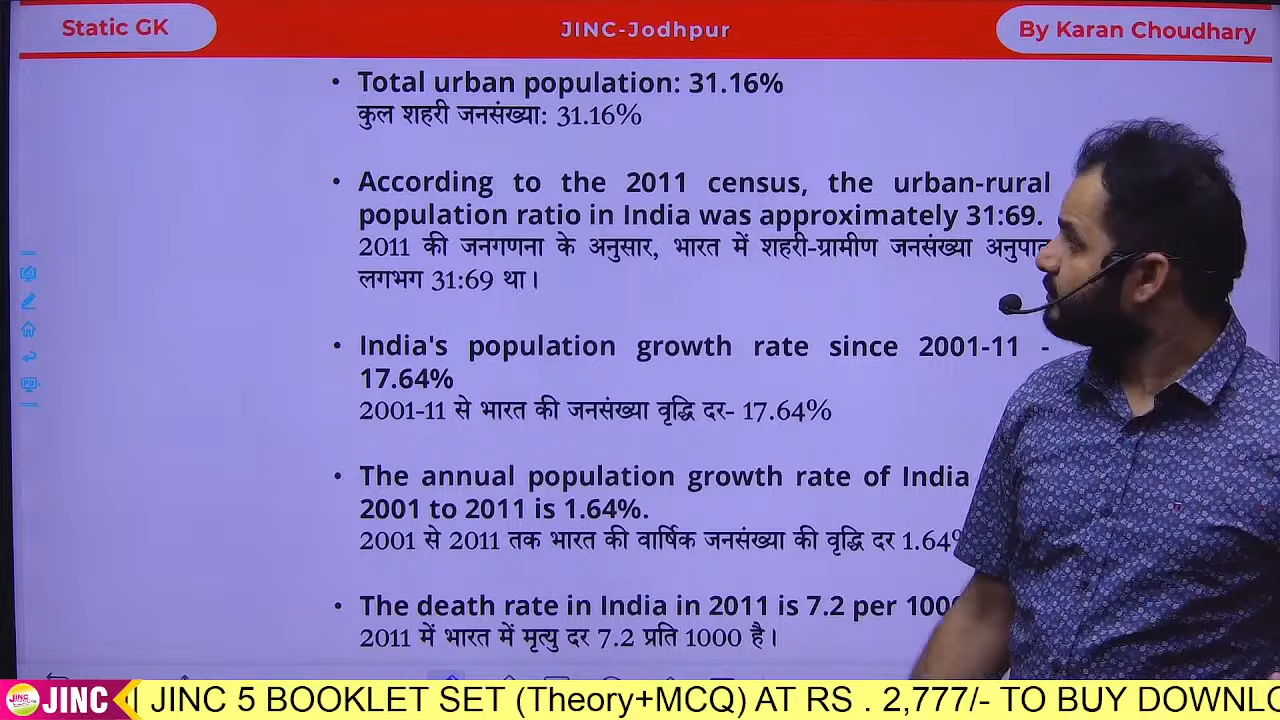 Static GK
JINC-Jodhpur
By Karan Choudhary
• Total urban population: 31.16%
कुल शहरी जनसंख्या: 31.16%
• According to the 2011 census, the urban-rural
population ratio in India was approximately 31:69.
2011 की जनगणना के अनुसार, भारत में शहरी-ग्रामीण जनसंख्या अनुपात
लगभग 31:69 था।
• India's population growth rate since 2001-11 -
17.64%
2001-11 से भारत की जनसंख्या वृद्धि दर- 17.64%
• The annual population growth rate of India
2001 to 2011 is 1.64%.
2001 से 2011 तक भारत की वार्षिक जनसंख्या की वृद्धि दर 1.64%
• The death rate in India in 2011 is 7.2 per 1000
2011 में भारत में मृत्यु दर 7.2 प्रति 1000 है।
JINC JINC 5 BOOKLET SET (Theory+MCQ) AT RS . 2,777/- TO BUY DOWNLO